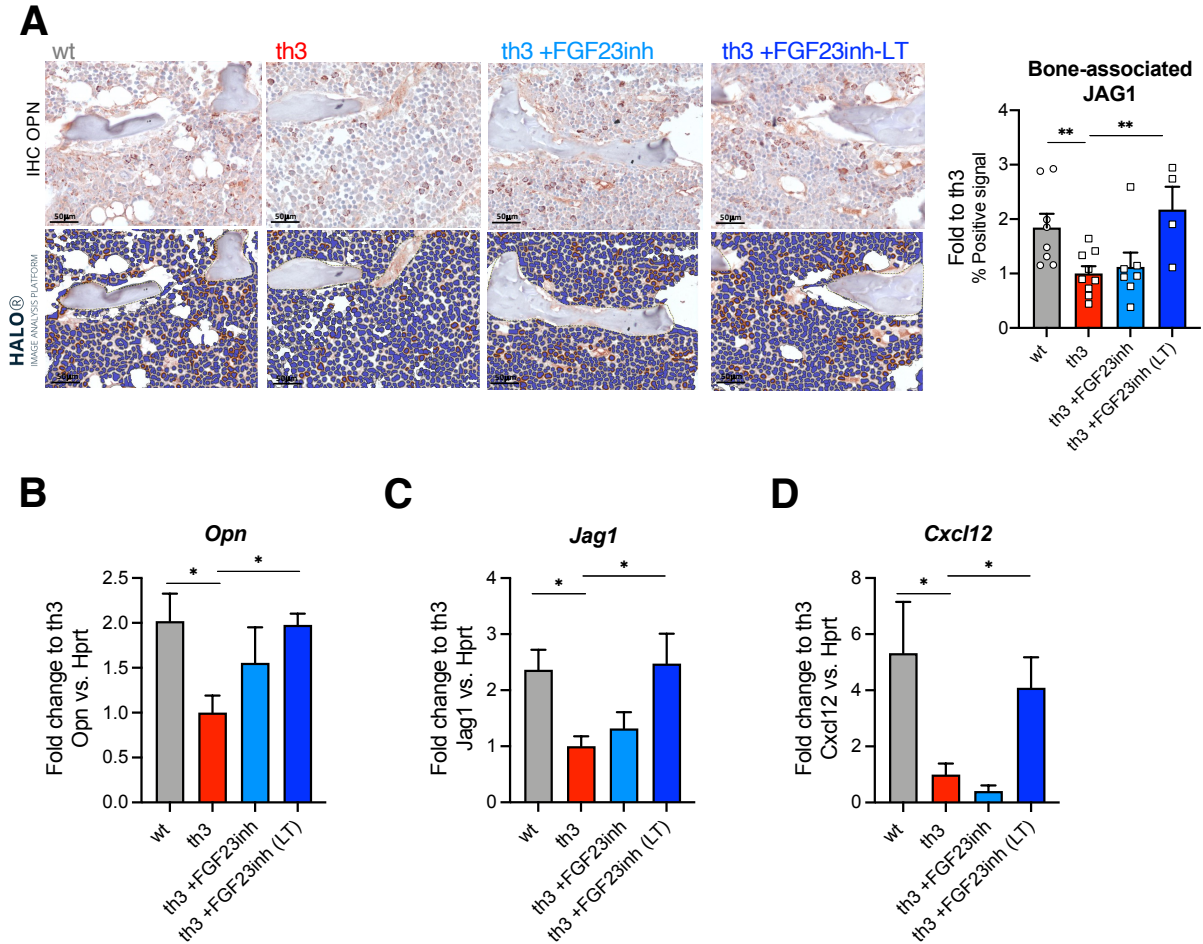 A
wt
th3
th3 +FGF23inh
th3 +FGF23inh-LT
IHC OPN
50µm
50µm
50µm
50µm
HALO®
IMAGE ANALYSIS PLATFORM
50µm
50µm
50µm
50µm
Bone-associated
JAG1
Fold to th3
% Positive signal
4
3
2
1
0
**
**
wt
th3
th3 +FGF23inh
th3 +FGF23inh (LT)
B
Opn
Fold change to th3
Opn vs. Hprt
2.5
2.0
1.5
1.0
0.5
0.0
*
*
wt
th3
th3 +FGF23inh
th3 +FGF23inh (LT)
C
Jag1
Fold change to th3
Jag1 vs. Hprt
4
3
2
1
0
*
*
wt
th3
th3 +FGF23inh
th3 +FGF23inh (LT)
D
Cxcl12
Fold change to th3
Cxcl12 vs. Hprt
8
6
4
2
0
*
*
wt
th3
th3 +FGF23inh
th3 +FGF23inh (LT)